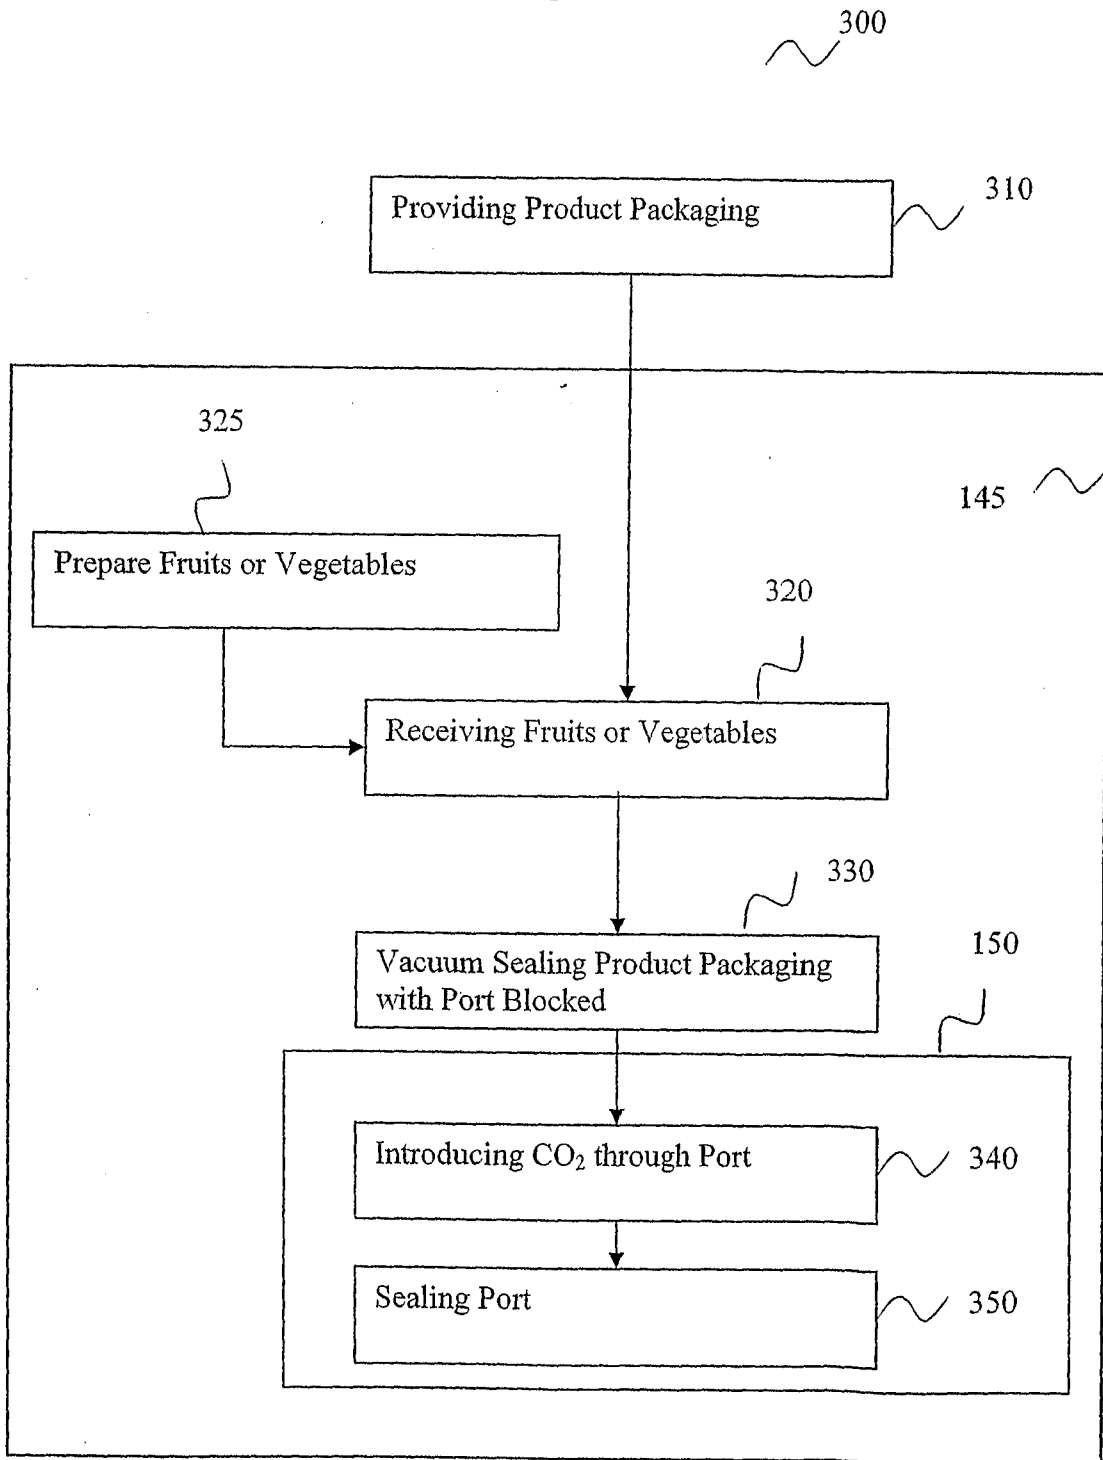 300
Providing Product Packaging
310
325
145
Prepare Fruits or Vegetables
320
Receiving Fruits or Vegetables
330
150
Vacuum Sealing Product Packaging
with Port Blocked
Introducing CO₂ through Port
340
Sealing Port
350